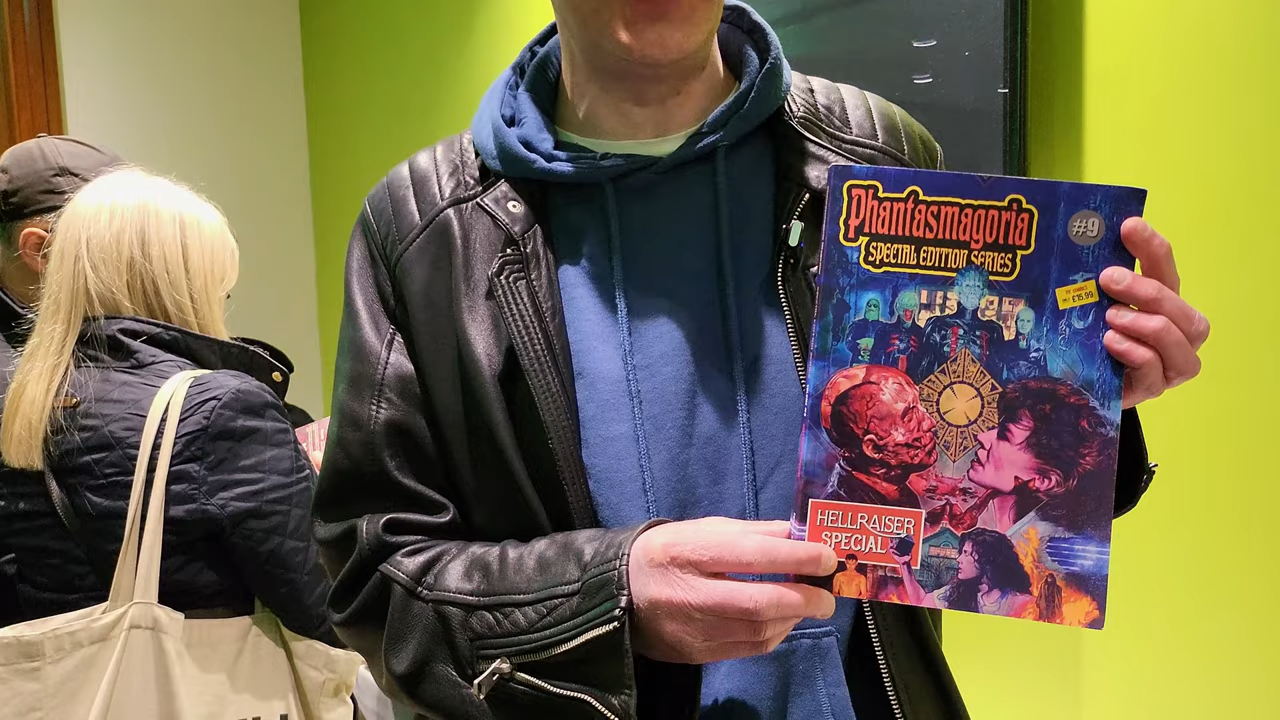 Phantasmagoria
SPECIAL EDITION SERIES
#9
£15.99
HELLRAISER
SPECIAL